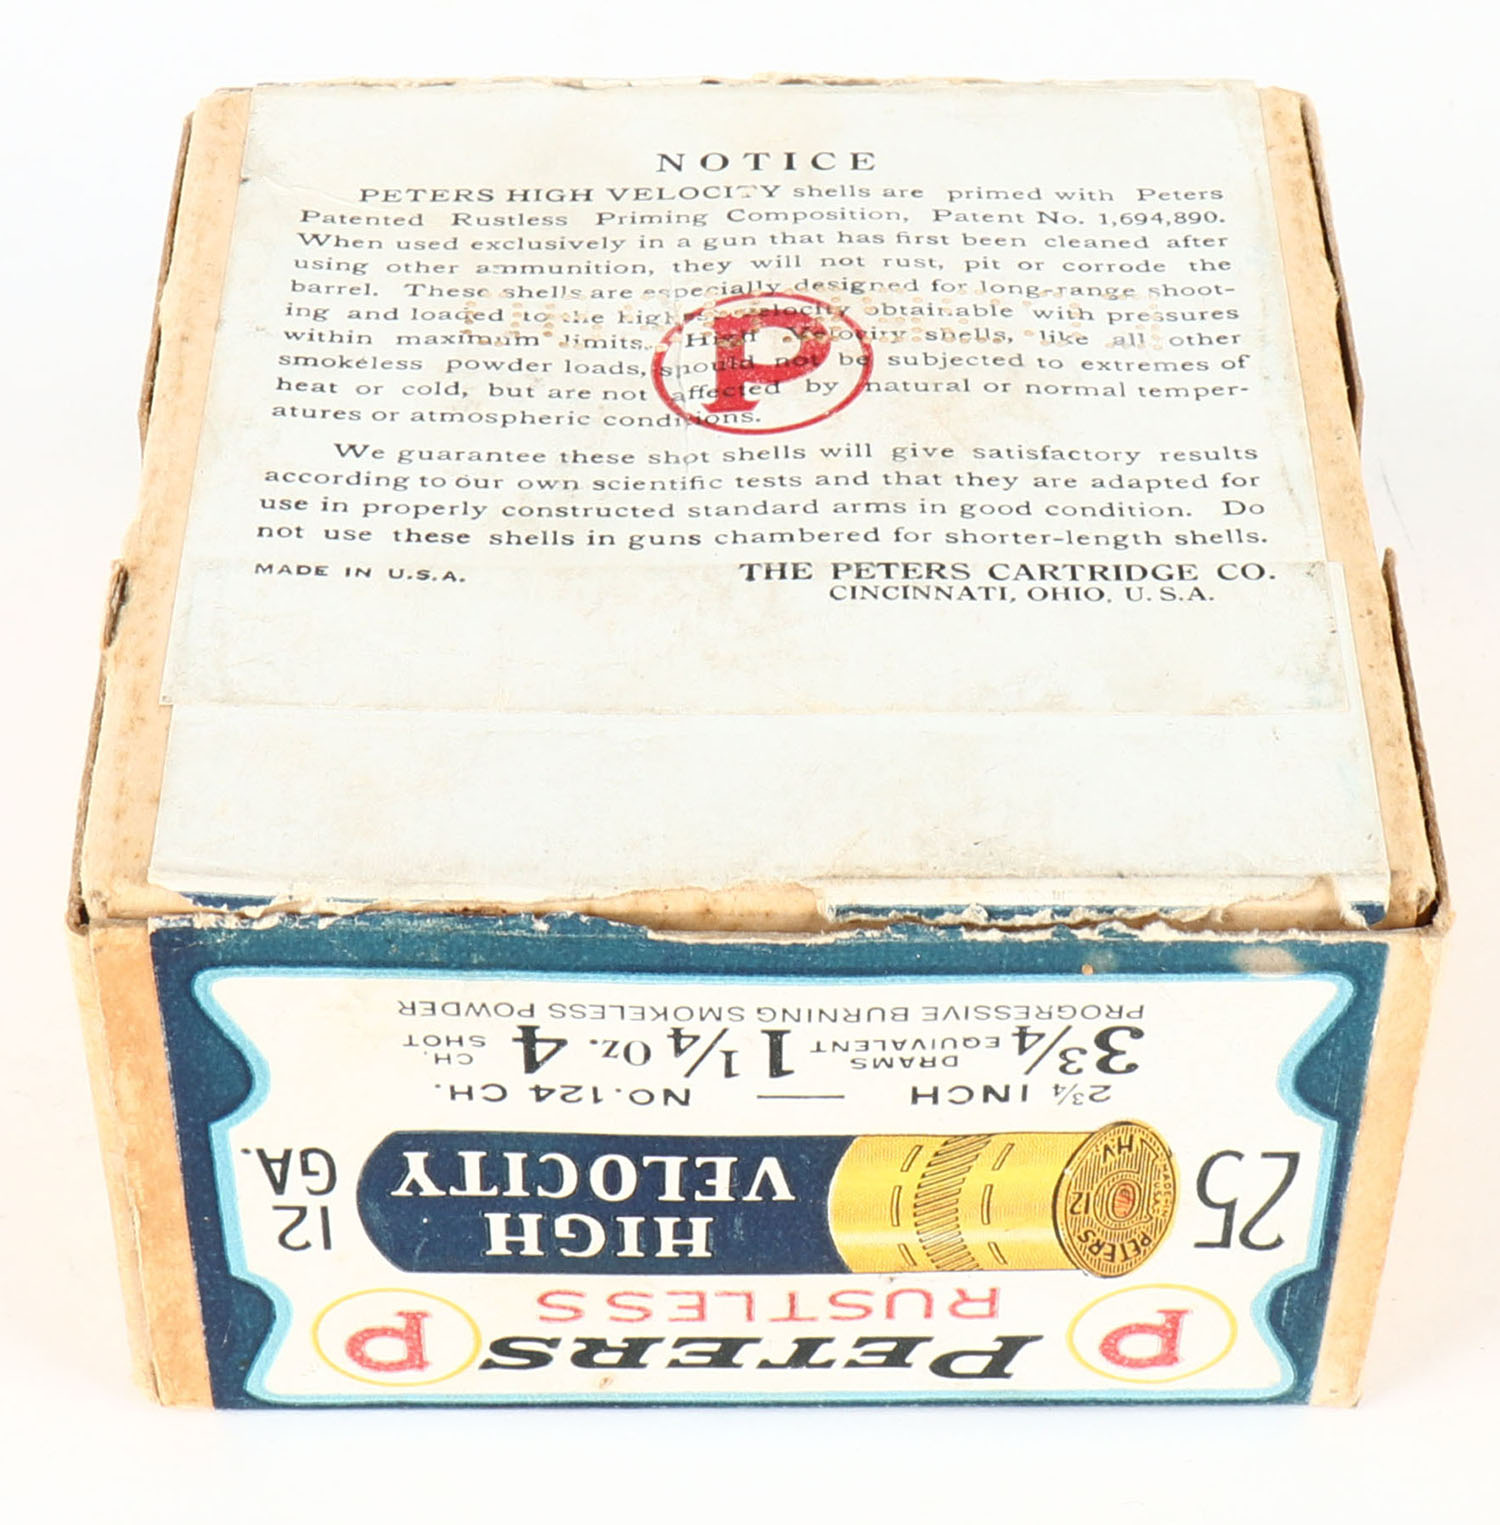 NOTICE
PETERS HIGH VELOCITY shells are primed with Peters
Patented Rustless Priming Composition, Patent No. 1,694,890.
When used exclusively in a gun that has first been cleaned after
using other ammunition, they will not rust, pit or corrode the
barrel. These shells are especially designed for long-range shoot-
ing and loaded to the highest velocity obtainable with pressures
within maximum limits. High Velocity shells, like all other
smokeless powder loads, should not be subjected to extremes of
heat or cold, but are not affected by natural or normal temper-
atures or atmospheric conditions.
P
We guarantee these shot shells will give satisfactory results
according to our own scientific tests and that they are adapted for
use in properly constructed standard arms in good condition. Do
not use these shells in guns chambered for shorter-length shells.
MADE IN U.S.A. THE PETERS CARTRIDGE CO.
CINCINNATI, OHIO, U.S.A.
P PETERS P
RUSTLESS
25 HIGH VELOCITY 12 GA.
PETERS 12 H.V. MADE IN U.S.A.
2¾ INCH — NO. 124 CH.
3¾ DRAMS EQUIVALENT 1 1/4 OZ. 4 CH. SHOT
PROGRESSIVE BURNING SMOKELESS POWDER